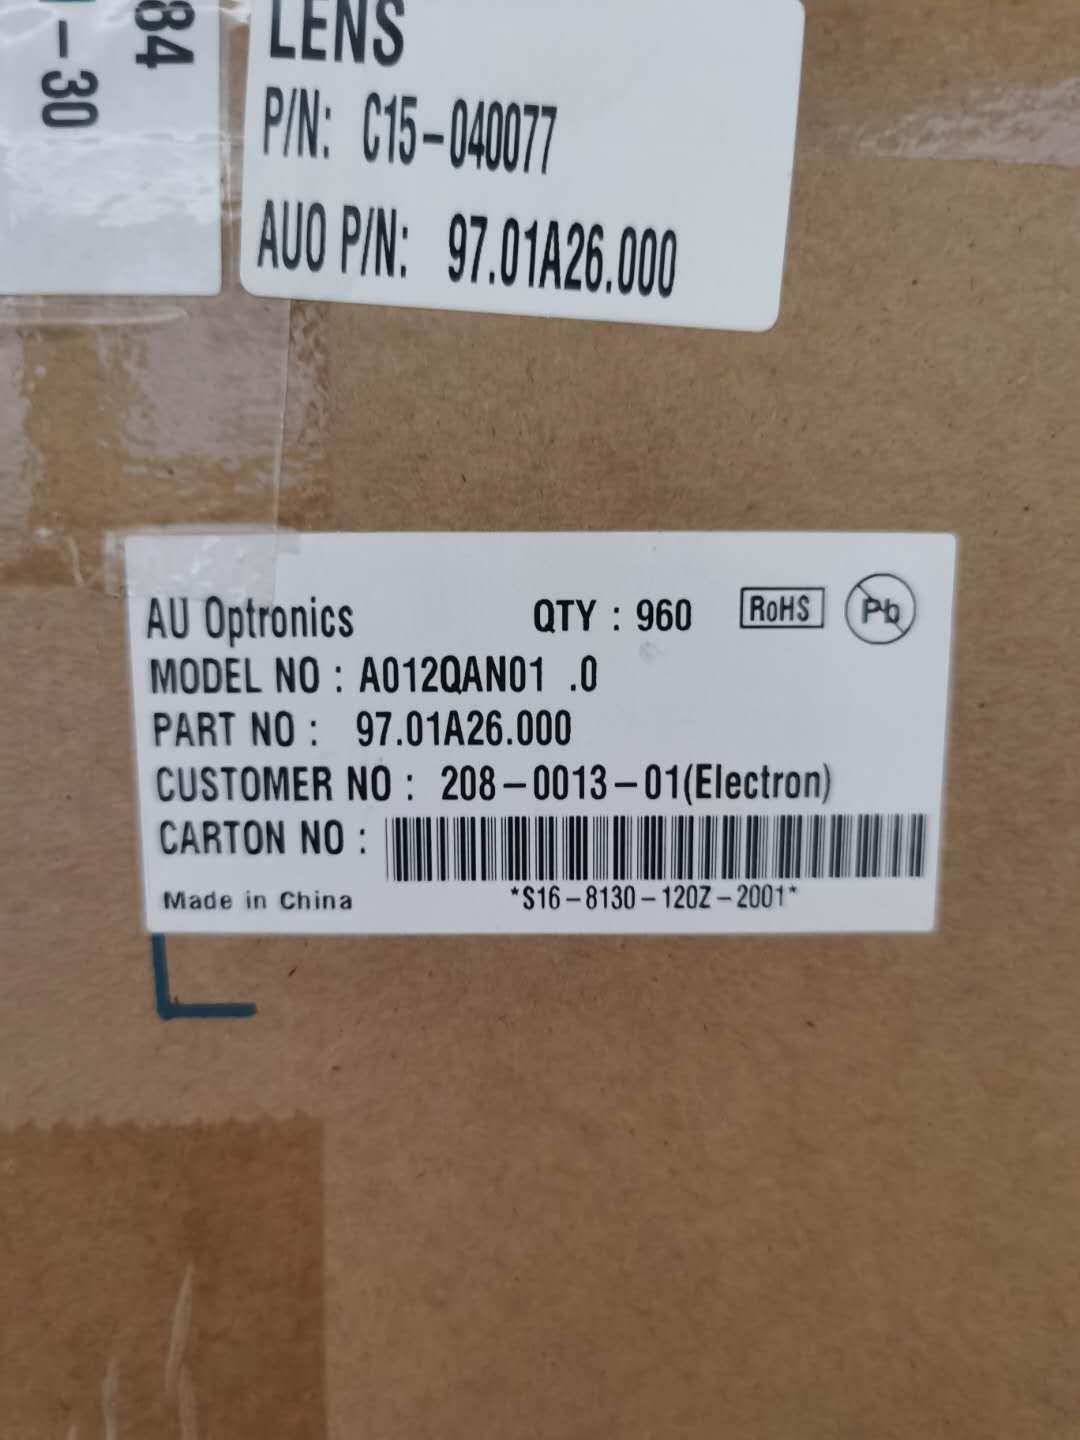 84
-30
LENS
P/N: C15-040077
AUO P/N: 97.01A26.000
AU Optronics QTY : 960 RoHS Pb
MODEL NO : A012QAN01 .0
PART NO : 97.01A26.000
CUSTOMER NO : 208-0013-01(Electron)
CARTON NO :
*S16-8130-120Z-2001*
Made in China